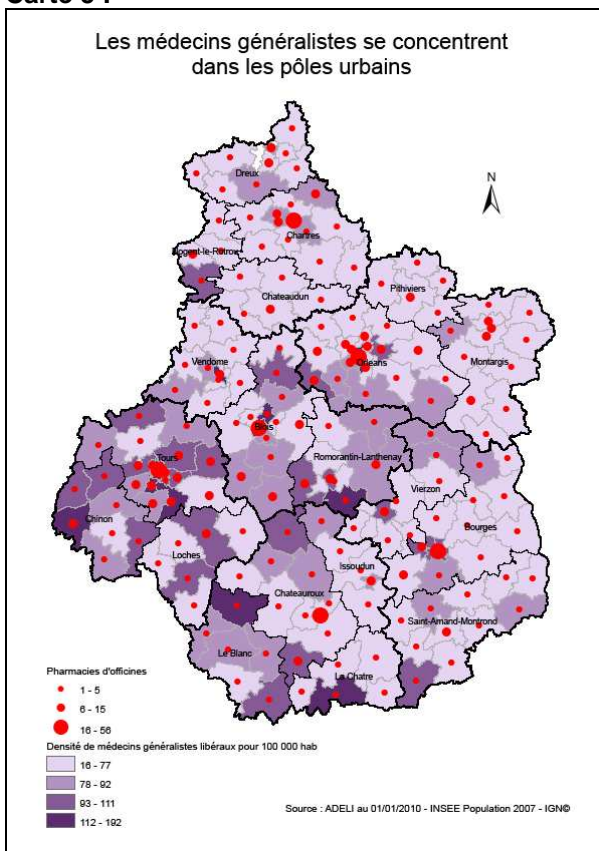 Carte 3 :
Les médecins généralistes se concentrent
dans les pôles urbains
N
Dreux
Chartres
Nogent-le-Rotrou
Chateaudun
Pithiviers
Orleans
Montargis
Vendome
Blois
Romorantin-Lanthenay
Tours
Chinon
Loches
Vierzon
Bourges
Issoudun
Chateauroux
Saint-Amand-Montrond
Le Blanc
La Chatre
Pharmacies d'officines
1 - 5
6 - 15
16 - 56
Densité de médecins généralistes libéraux pour 100 000 hab
16 - 77
78 - 92
93 - 111
112 - 192
Source : ADELI au 01/01/2010 - INSEE Population 2007 - IGN©